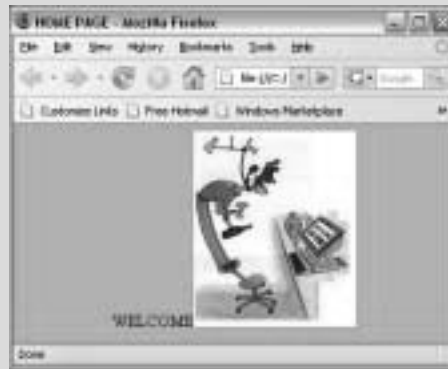 HOME PAGE - Mozilla Firefox
File Edit View History Bookmarks Tools Help
Customize Links Free Hotmail Windows Marketplace
WELCOME
Done